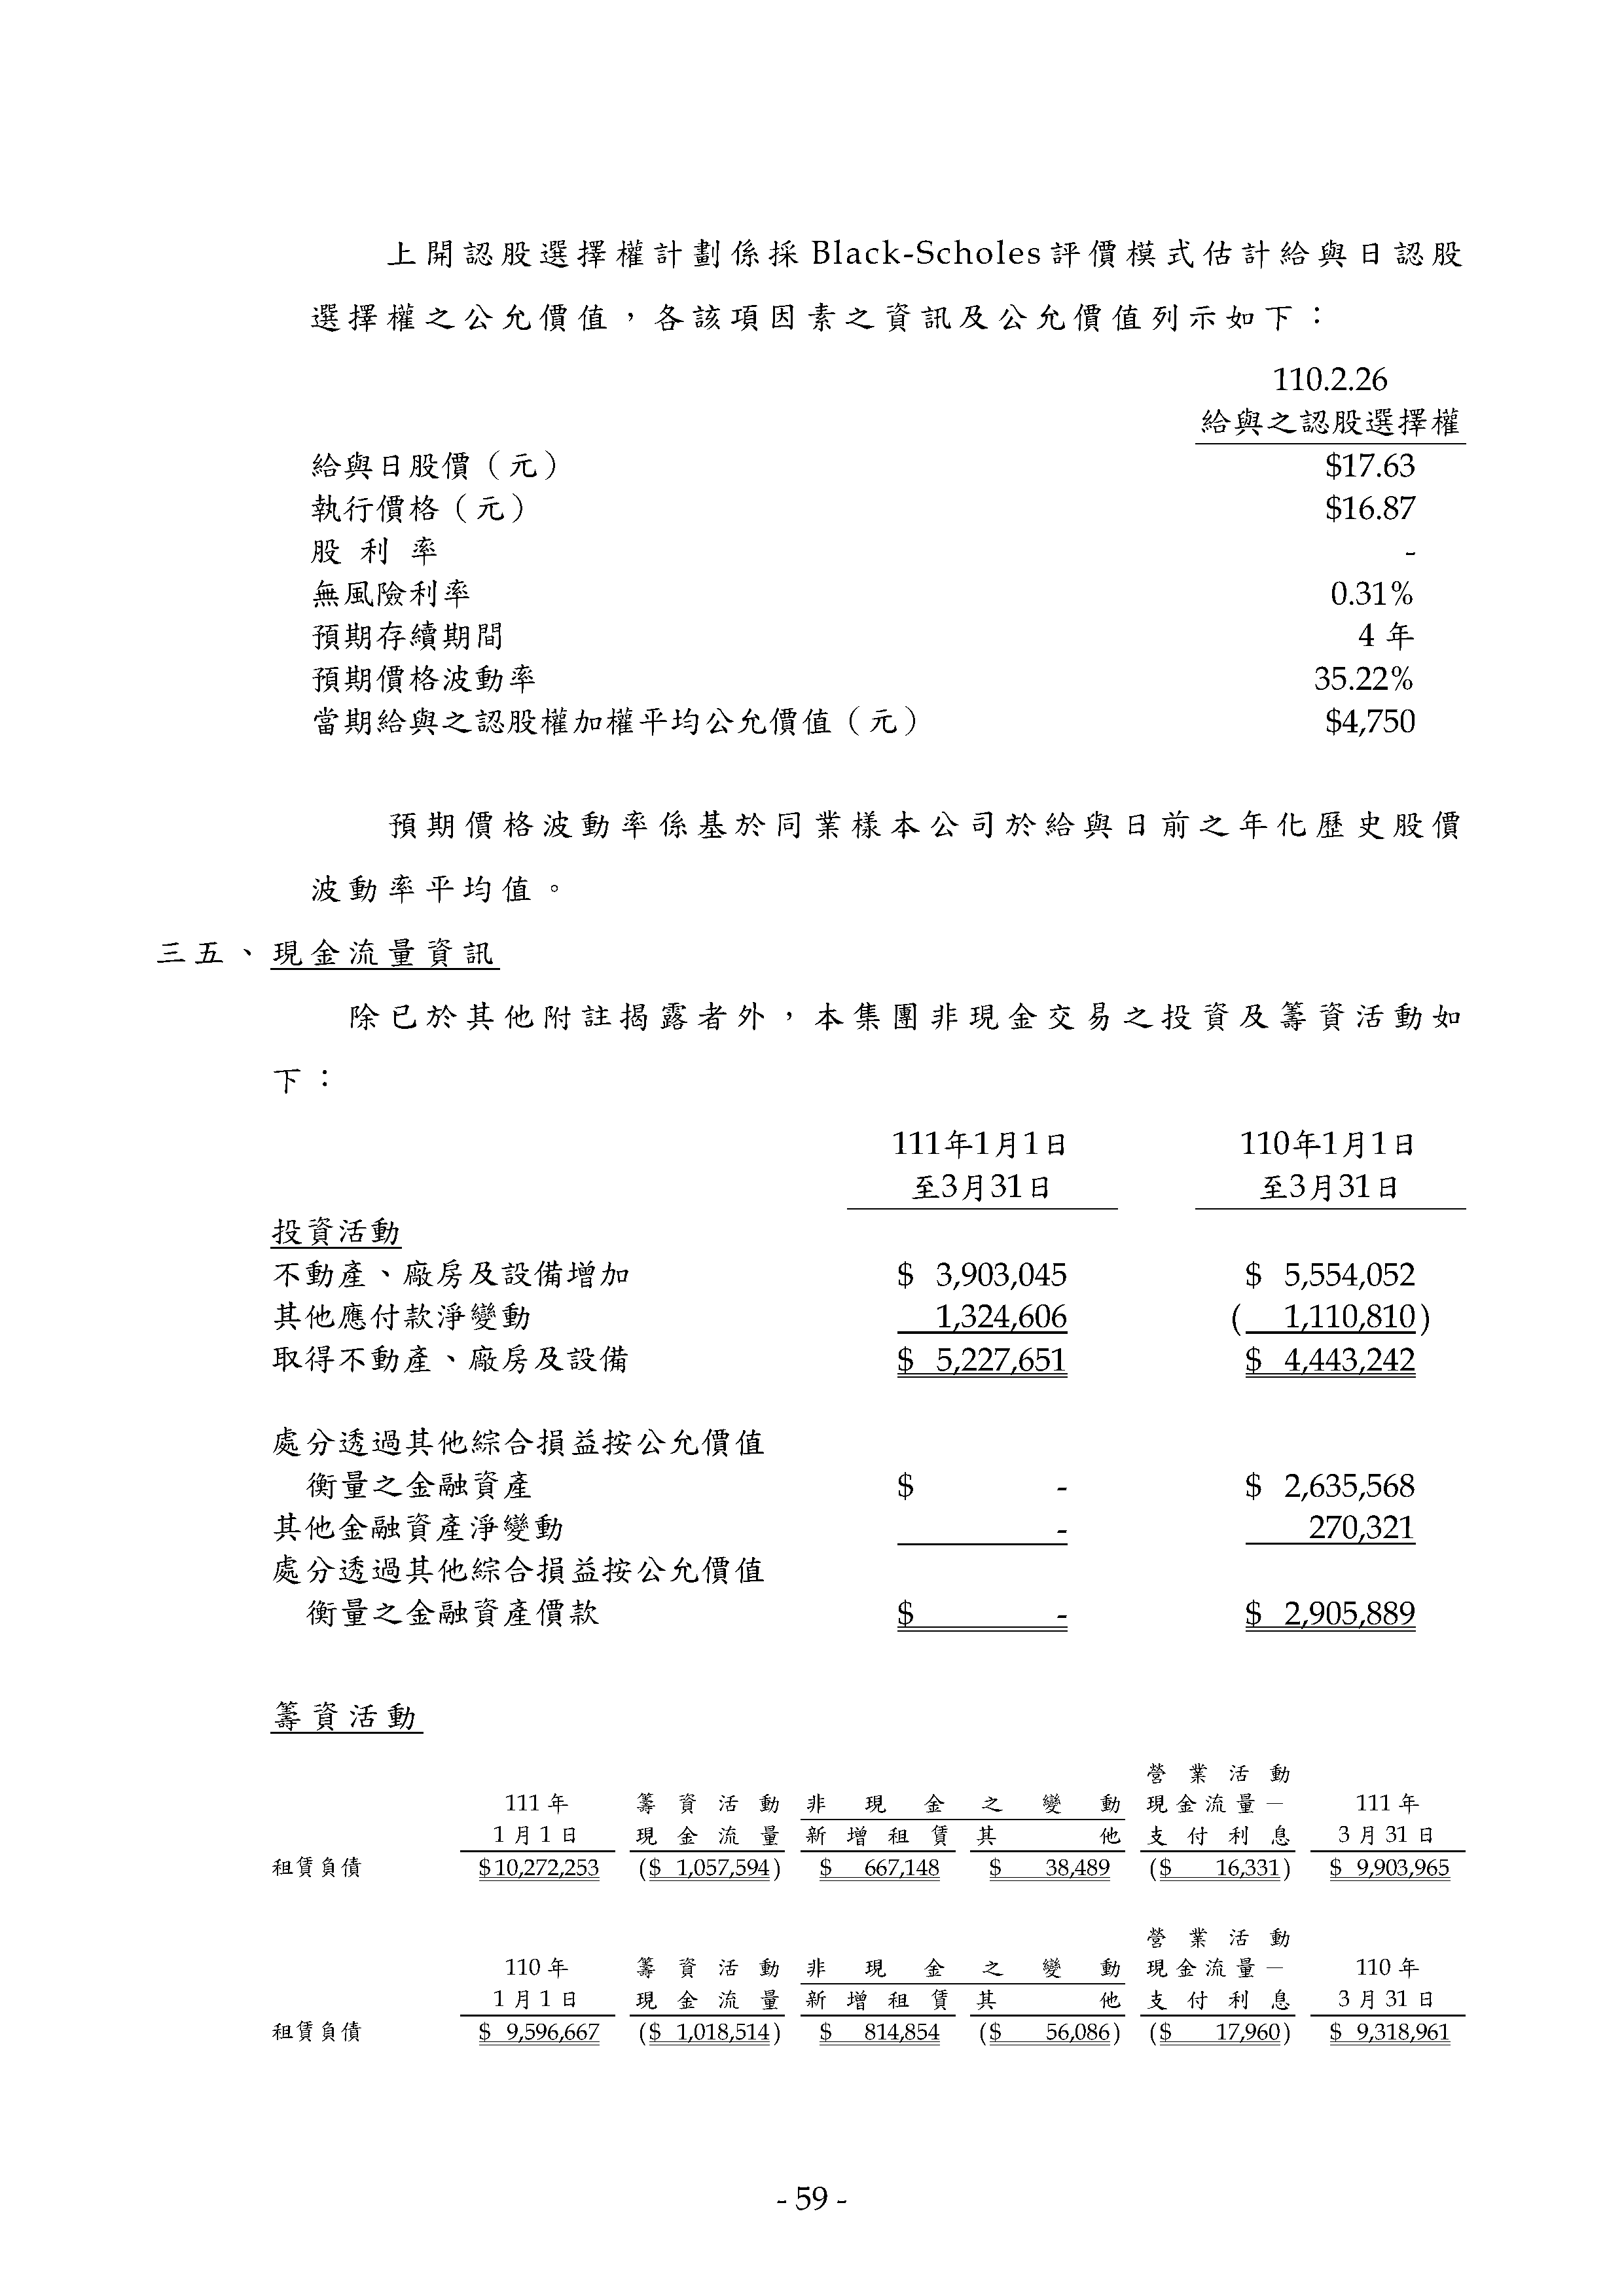 上開認股選擇權計劃係採 Black-Scholes 評價模式估計給與日認股
選擇權之公允價值，各該項因素之資訊及公允價值列示如下：
110.2.26
給與之認股選擇權
給與日股價（元） $17.63
執行價格（元） $16.87
股 利 率 -
無風險利率 0.31%
預期存續期間 4 年
預期價格波動率 35.22%
當期給與之認股權加權平均公允價值（元） $4,750
預期價格波動率係基於同業樣本公司於給與日前之年化歷史股價
波動率平均值。
三五、現金流量資訊
除已於其他附註揭露者外，本集團非現金交易之投資及籌資活動如
下：
111年1月1日 110年1月1日
至3月31日 至3月31日
投資活動
不動產、廠房及設備增加 $ 3,903,045 $ 5,554,052
其他應付款淨變動 1,324,606 ( 1,110,810)
取得不動產、廠房及設備 $ 5,227,651 $ 4,443,242
處分透過其他綜合損益按公允價值
衡量之金融資產 $ - $ 2,635,568
其他金融資產淨變動 - 270,321
處分透過其他綜合損益按公允價值
衡量之金融資產價款 $ - $ 2,905,889
籌資活動
營業活動
111 年 籌資活動 非現金之變動 現金流量－ 111 年
1 月 1 日 現金流量 新增租賃 其他 支付利息 3 月 31 日
租賃負債 $10,272,253 ($ 1,057,594) $ 667,148 $ 38,489 ($ 16,331) $ 9,903,965
營業活動
110 年 籌資活動 非現金之變動 現金流量－ 110 年
1 月 1 日 現金流量 新增租賃 其他 支付利息 3 月 31 日
租賃負債 $ 9,596,667 ($ 1,018,514) $ 814,854 ($ 56,086) ($ 17,960) $ 9,318,961
- 59 -